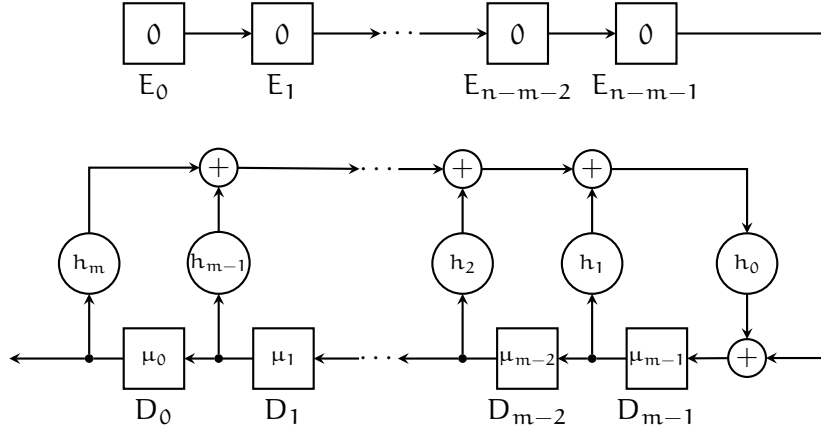 0 0 ··· 0 0
E₀ E₁ Eₙ₋ₘ₋₂ Eₙ₋ₘ₋₁
+ ··· + +
hₘ hₘ₋₁ h₂ h₁ h₀
μ₀ μ₁ ··· μₘ₋₂ μₘ₋₁ +
D₀ D₁ Dₘ₋₂ Dₘ₋₁